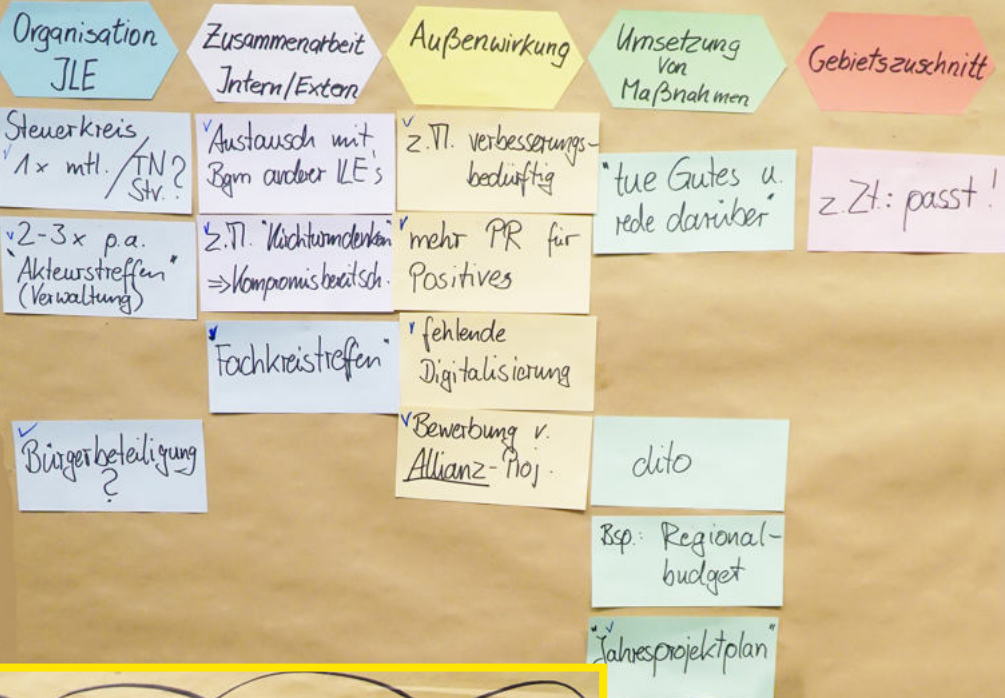 Organisation
JLE
Steuerkreis
1x mtl. / TN?
Stv.?
2-3x p.a.
"Akteurstreffen"
(Verwaltung)
Bürgerbeteiligung
?
Zusammenarbeit
Intern/Extern
Austausch mit
Bgm anderer ILE's
z.T. "Kirchturmdenken"
⇒Kompromisbereitsch.
"Fachkreistreffen"
Außenwirkung
z.T. verbesserungs-
bedürftig
mehr PR für
Positives
fehlende
Digitalisierung
Bewerbung v.
Allianz-Proj.
Umsetzung
von
Maßnahmen
"tue Gutes u.
rede darüber"
dito
Bsp.: Regional-
budget
"Jahresprojektplan"
Gebietszuschnitt
z.Zt.: passt!